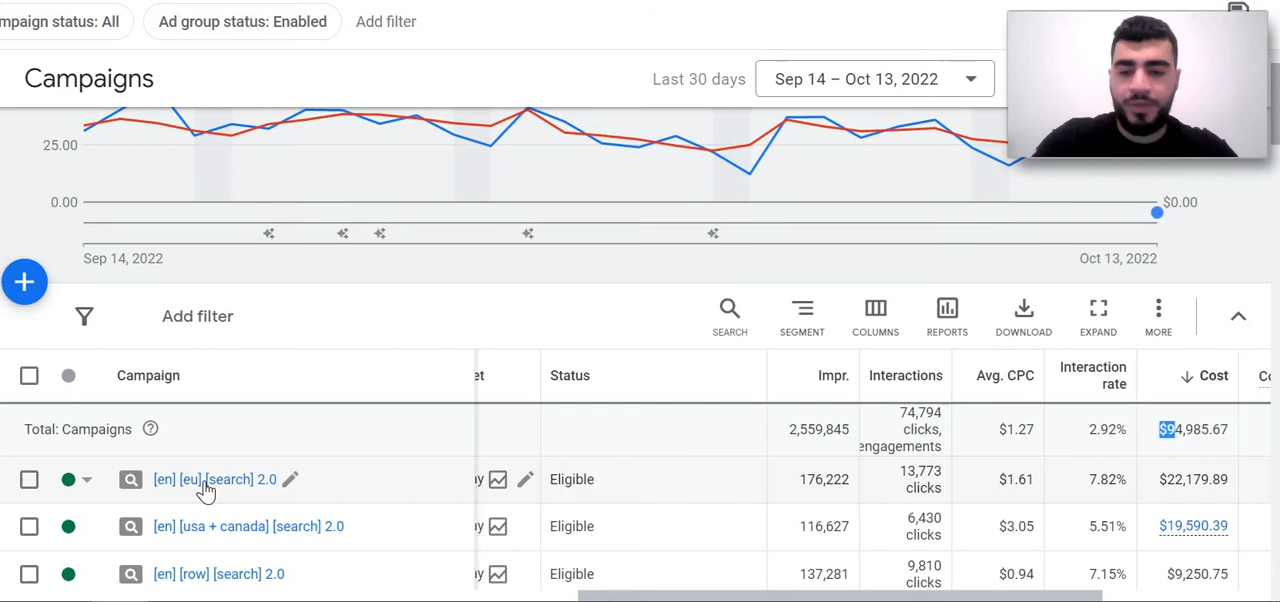 mpaign status: All Ad group status: Enabled Add filter
Campaigns Last 30 days Sep 14 – Oct 13, 2022
25.00
0.00 $0.00
Sep 14, 2022 Oct 13, 2022
Add filter
SEARCH SEGMENT COLUMNS REPORTS DOWNLOAD EXPAND MORE
Campaign et Status Impr. Interactions Avg. CPC Interaction rate Cost Co
Total: Campaigns 2,559,845 74,794 clicks, engagements $1.27 2.92% $94,985.67
[en] [eu] [search] 2.0 ay Eligible 176,222 13,773 clicks $1.61 7.82% $22,179.89
[en] [usa + canada] [search] 2.0 ay Eligible 116,627 6,430 clicks $3.05 5.51% $19,590.39
[en] [row] [search] 2.0 ay Eligible 137,281 9,810 clicks $0.94 7.15% $9,250.75